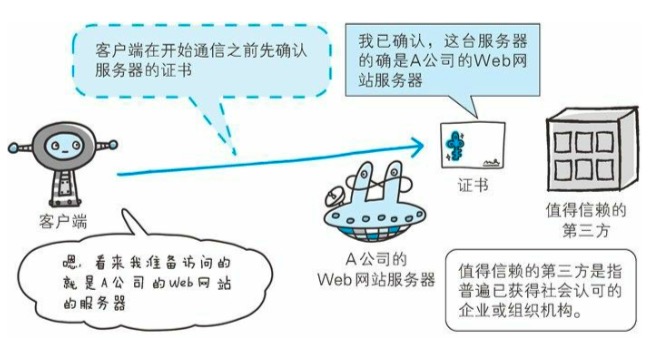 客户端在开始通信之前先确认
服务器的证书
我已确认，这台服务器
的确是A公司的Web网
站服务器
客户端
证书
值得信赖的
第三方
A公司的
Web网站服务器
嗯，看来我准备访问的
就是A公司的Web网站
的服务器
值得信赖的第三方是指
普遍已获得社会认可的
企业或组织机构。